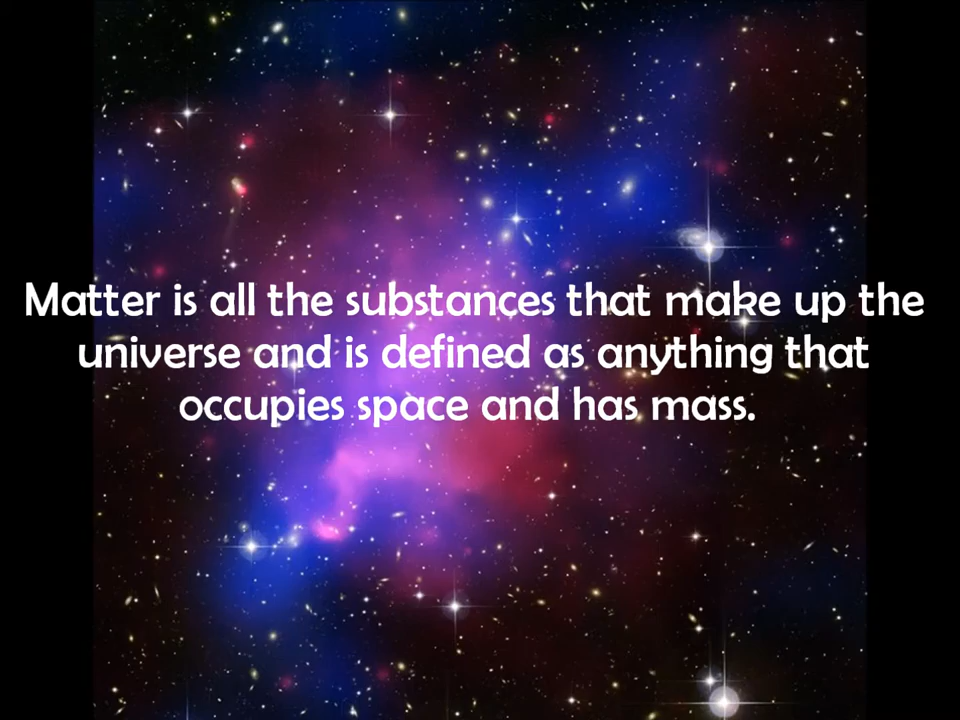 Matter is all the substances that make up the
universe and is defined as anything that
occupies space and has mass.